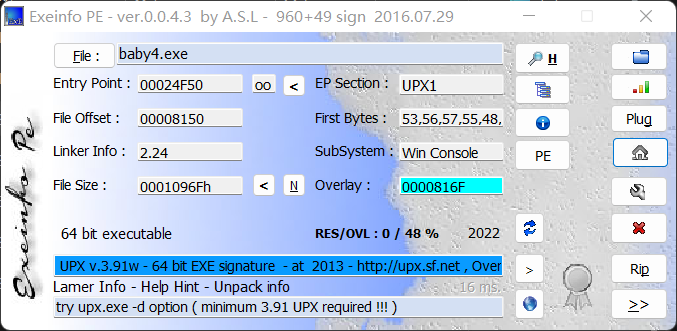 Exeinfo PE - ver.0.0.4.3 by A.S.L - 960+49 sign 2016.07.29
File : baby4.exe H
Entry Point : 00024F50 oo < EP Section : UPX1
File Offset : 00008150 First Bytes : 53,56,57,55,48, Plug
Linker Info : 2.24 SubSystem : Win Console PE
File Size : 0001096Fh < N Overlay : 0000816F
Exeinfo Pe
64 bit executable RES/OVL : 0 / 48 % 2022
UPX v.3.91w - 64 bit EXE signature - at 2013 - http://upx.sf.net , Over > Rip
Lamer Info - Help Hint - Unpack info 16 ms.
try upx.exe -d option ( minimum 3.91 UPX required !!! ) >>